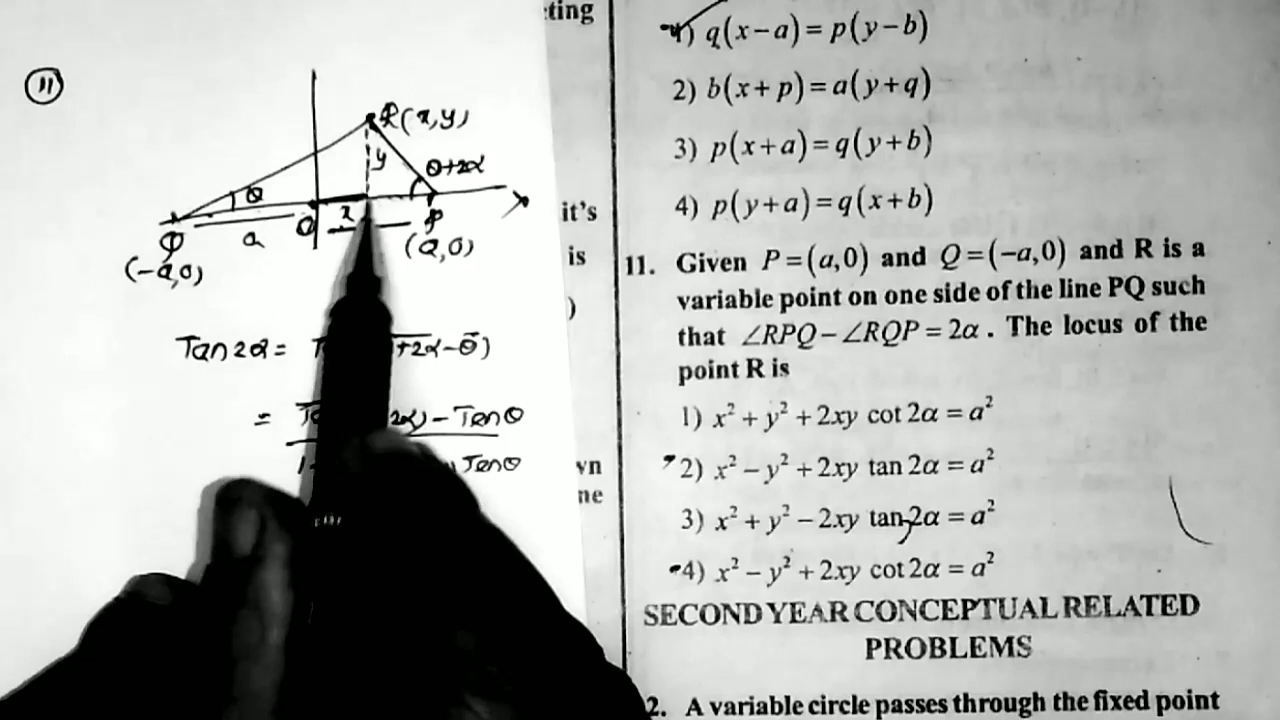 11
R(x,y)
y
θ+2α
θ
x
a
O
P
Q
(-a,0)
(a,0)
Tan2α =
+2α-θ)
=
2α) - Tanθ
Tanθ
ting
it's
is
)
wn
ne
q(x−a)=p(y−b)
2) b(x+p)=a(y+q)
3) p(x+a)=q(y+b)
4) p(y+a)=q(x+b)
11. Given P=(a,0) and Q=(−a,0) and R is a
variable point on one side of the line PQ such
that ∠RPQ−∠RQP=2α. The locus of the
point R is
1) x²+y²+2xy cot 2α=a²
2) x²−y²+2xy tan 2α=a²
3) x²+y²−2xy tan 2α=a²
4) x²−y²+2xy cot 2α=a²
SECOND YEAR CONCEPTUAL RELATED
PROBLEMS
2. A variable circle passes through the fixed point